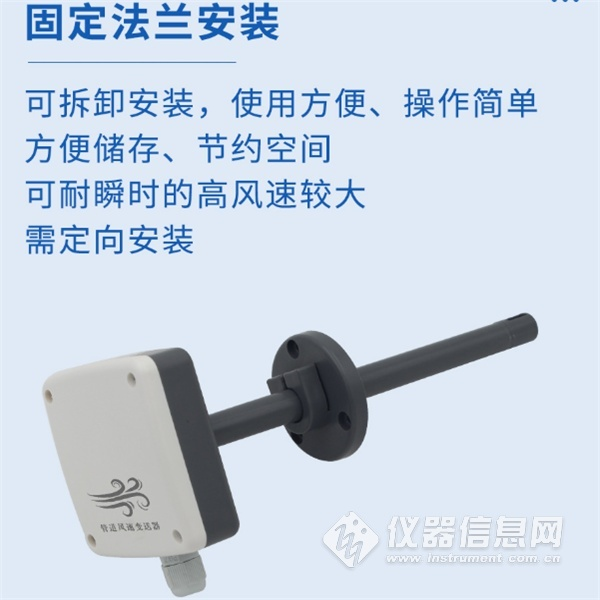 固定法兰安装
可拆卸安装，使用方便、操作简单
方便储存、节约空间
可耐瞬时的高风速较大
需定向安装
管道风速变送器
仪器信息网
www.instrument.com.cn